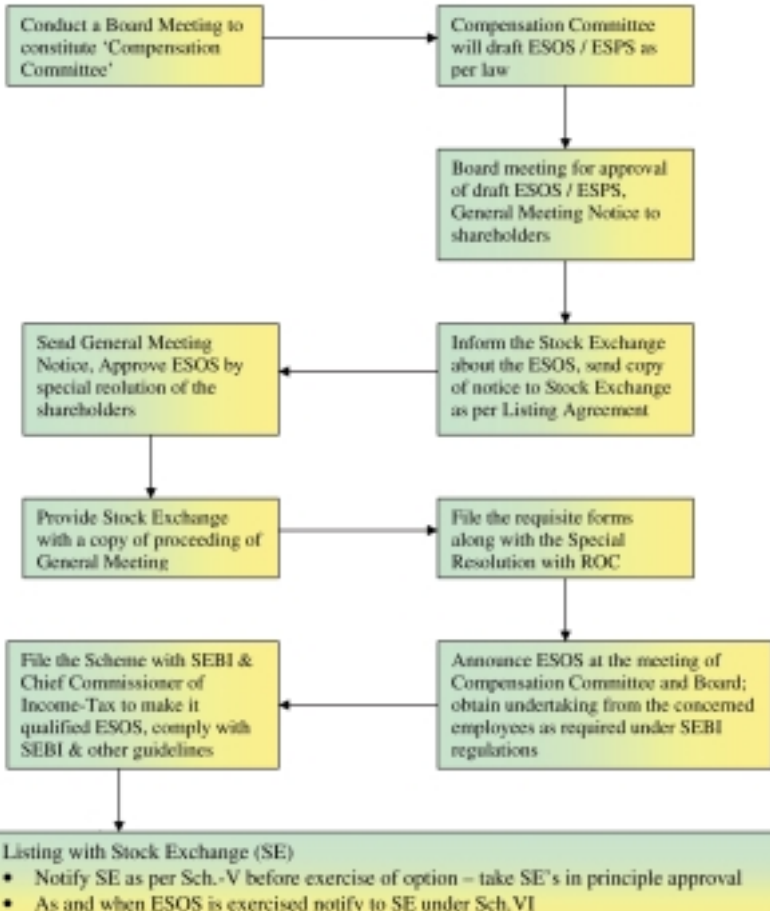 Conduct a Board Meeting to
constitute ‘Compensation
Committee’
Compensation Committee
will draft ESOS / ESPS as
per law
Board meeting for approval
of draft ESOS / ESPS,
General Meeting Notice to
shareholders
Inform the Stock Exchange
about the ESOS, send copy
of notice to Stock Exchange
as per Listing Agreement
Send General Meeting
Notice, Approve ESOS by
special reolution of the
shareholders
Provide Stock Exchange
with a copy of proceeding of
General Meeting
File the requisite forms
along with the Special
Resolution with ROC
Announce ESOS at the meeting of
Compensation Committee and Board;
obtain undertaking from the concerned
employees as required under SEBI
regulations
File the Scheme with SEBI &
Chief Commissioner of
Income-Tax to make it
qualified ESOS, comply with
SEBI & other guidelines
Listing with Stock Exchange (SE)
• Notify SE as per Sch.-V before exercise of option – take SE’s in principle approval
• As and when ESOS is exercised notify to SE under Sch.VI